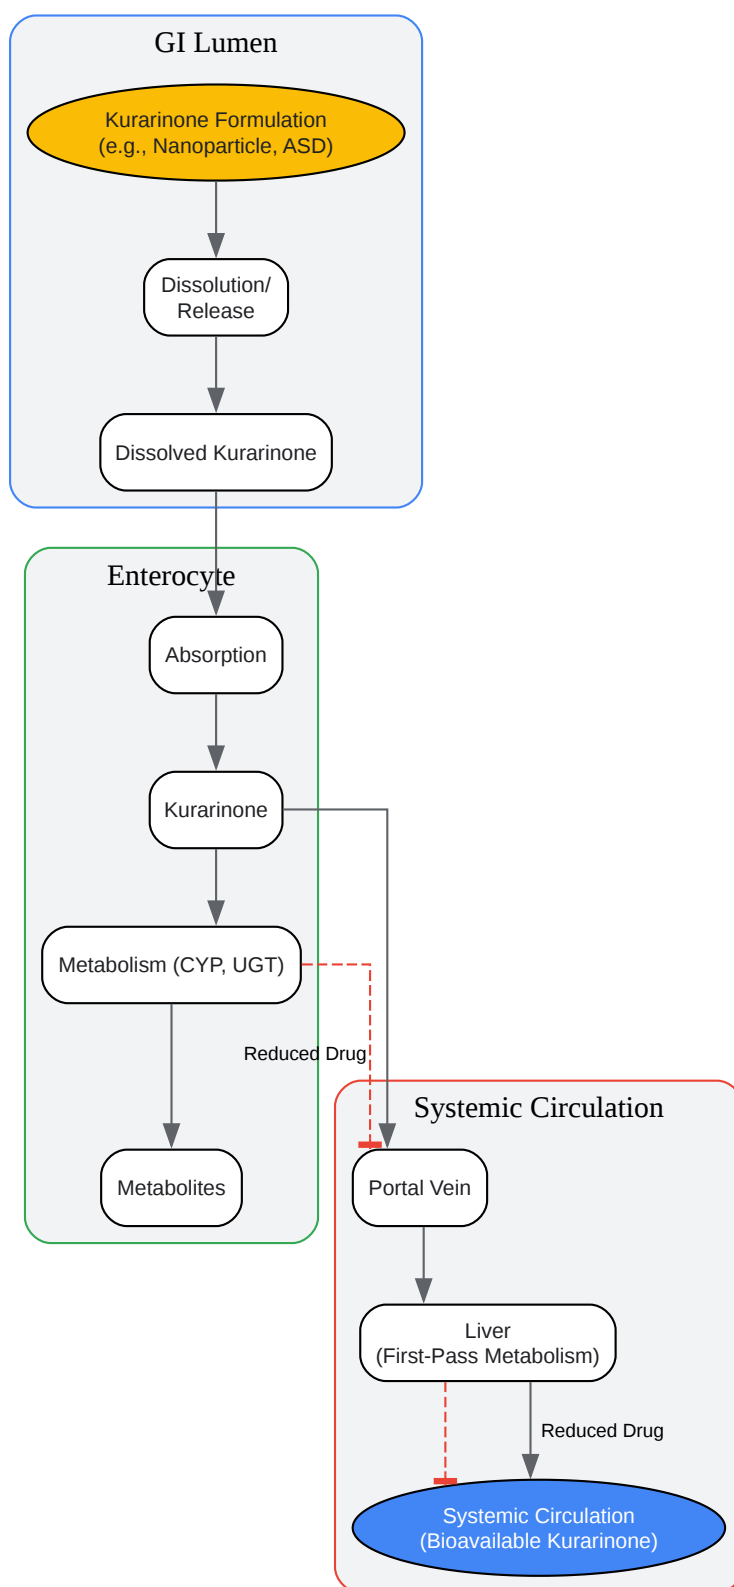 GI Lumen
Kurarinone Formulation
(e.g., Nanoparticle, ASD)
Dissolution/
Release
Dissolved Kurarinone
Enterocyte
Absorption
Kurarinone
Metabolism (CYP, UGT)
Reduced Drug
Metabolites
Systemic Circulation
Portal Vein
Liver
(First-Pass Metabolism)
Reduced Drug
Systemic Circulation
(Bioavailable Kurarinone)